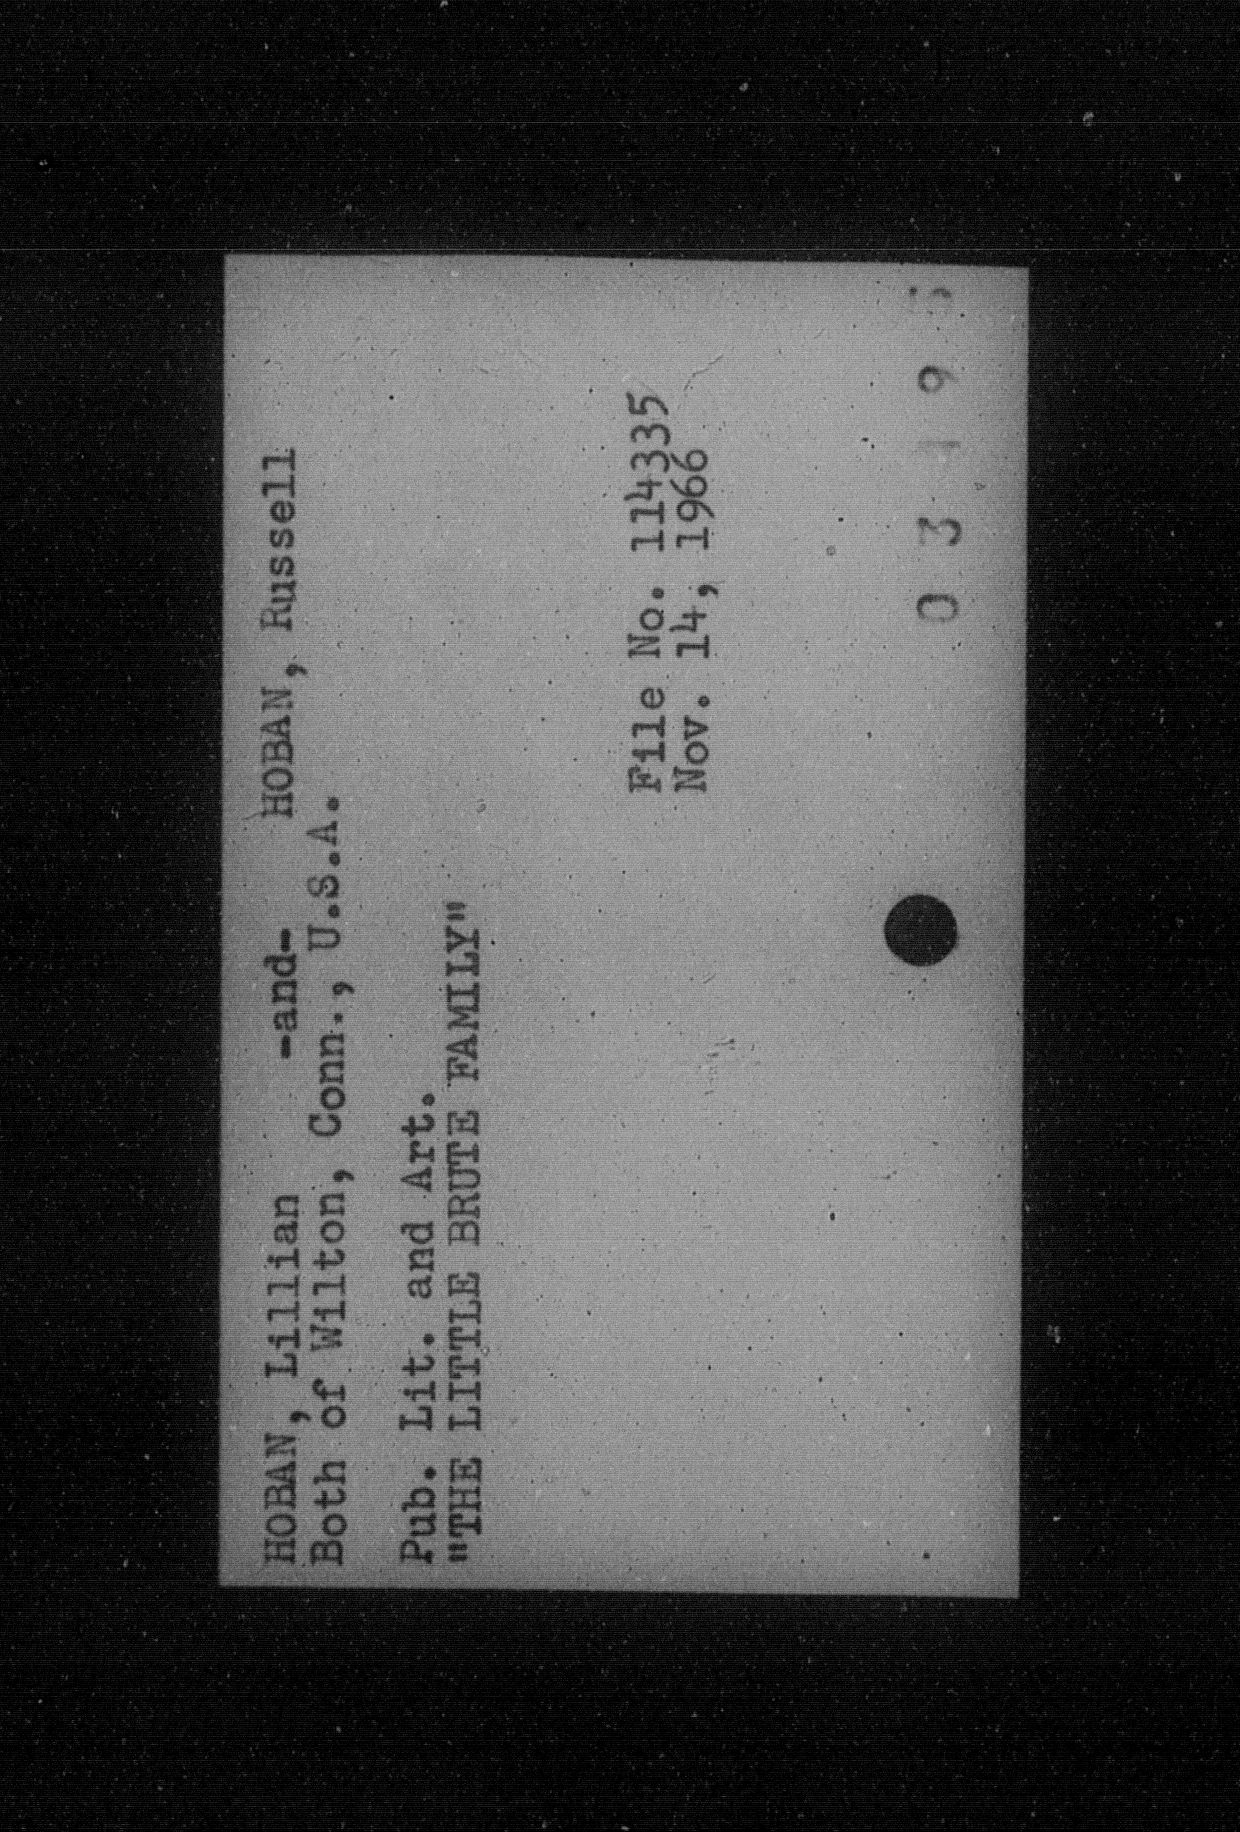 HOBAN, Lillian -and- HOBAN, Russell
Both of Wilton, Conn., U.S.A.
Pub. Lit. and Art.
"THE LITTLE BRUTE FAMILY"
File No. 114335
Nov. 14, 1966